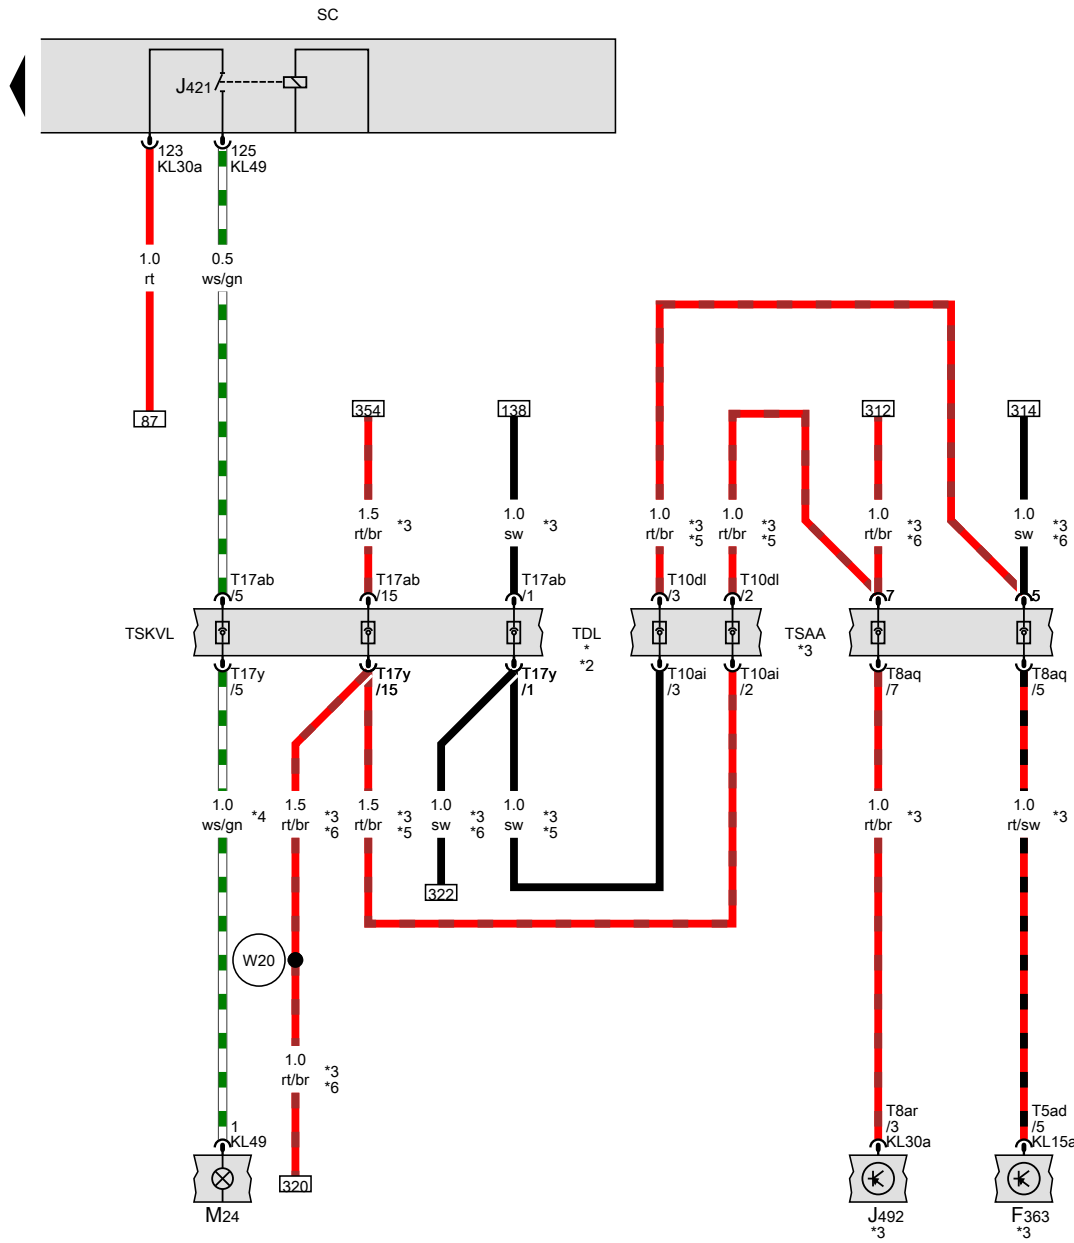 SC
J421
123
KL30a
125
KL49
1.0
rt
0.5
ws/gn
87
354
138
312
314
1.5
rt/br
*3
1.0
sw
*3
1.0
rt/br
*3
*5
1.0
rt/br
*3
*5
1.0
rt/br
*3
*6
1.0
sw
*3
*6
T17ab
/5
T17ab
/15
T17ab
/1
T10dl
/3
T10dl
/2
7
5
TSKVL
TDL
*
*2
TSAA
*3
T17y
/5
T17y
/15
T17y
/1
T10ai
/3
T10ai
/2
T8aq
/7
T8aq
/5
1.0
ws/gn
*4
1.5
rt/br
*3
*6
1.5
rt/br
*3
*5
1.0
sw
*3
*6
1.0
sw
*3
*5
1.0
rt/br
*3
1.0
rt/sw
*3
322
W20
1.0
rt/br
*3
*6
1
KL49
T8ar
/3
KL30a
T5ad
/5
KL15a
320
M24
J492
*3
F363
*3